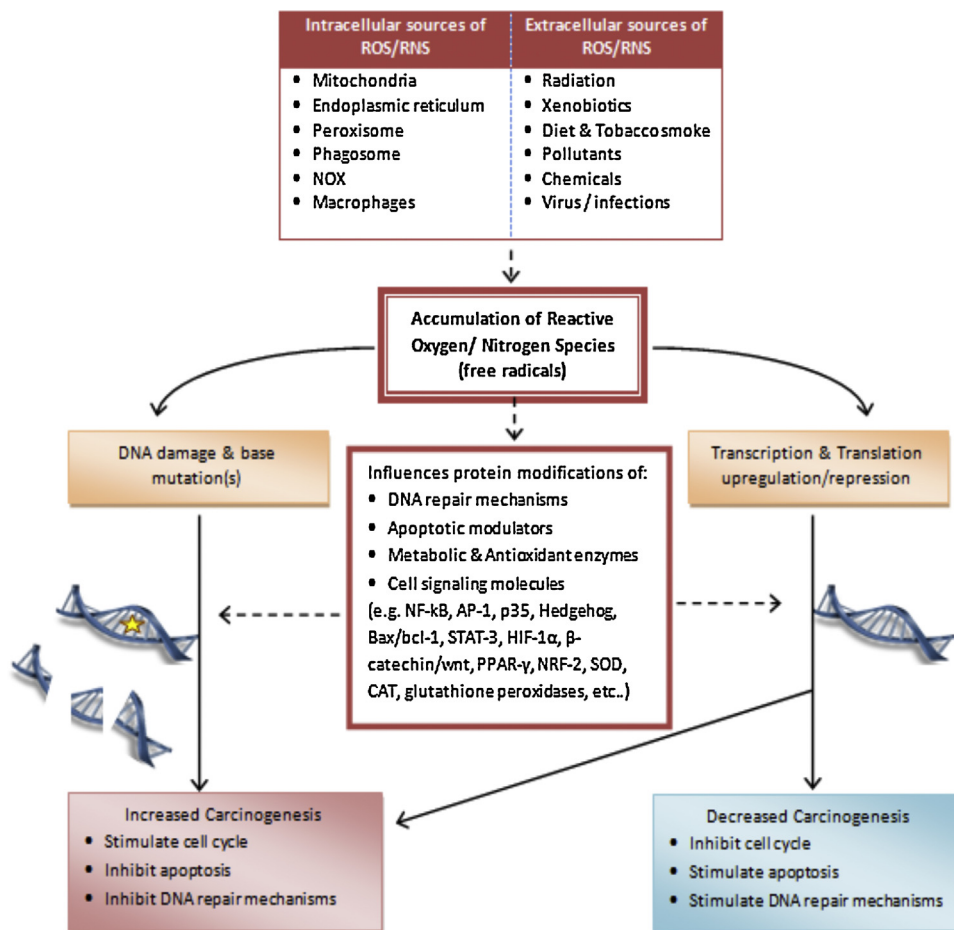 Intracellular sources of
ROS/RNS
Extracellular sources of
ROS/RNS
• Mitochondria
• Endoplasmic reticulum
• Peroxisome
• Phagosome
• NOX
• Macrophages
• Radiation
• Xenobiotics
• Diet & Tobacco smoke
• Pollutants
• Chemicals
• Virus / infections
Accumulation of Reactive
Oxygen/ Nitrogen Species
(free radicals)
DNA damage & base
mutation(s)
Influences protein modifications of:
• DNA repair mechanisms
• Apoptotic modulators
• Metabolic & Antioxidant enzymes
• Cell signaling molecules
(e.g. NF-kB, AP-1, p35, Hedgehog,
Bax/bcl-1, STAT-3, HIF-1α, β-
catechin/wnt, PPAR-γ, NRF-2, SOD,
CAT, glutathione peroxidases, etc..)
Transcription & Translation
upregulation/repression
Increased Carcinogenesis
• Stimulate cell cycle
• Inhibit apoptosis
• Inhibit DNA repair mechanisms
Decreased Carcinogenesis
• Inhibit cell cycle
• Stimulate apoptosis
• Stimulate DNA repair mechanisms